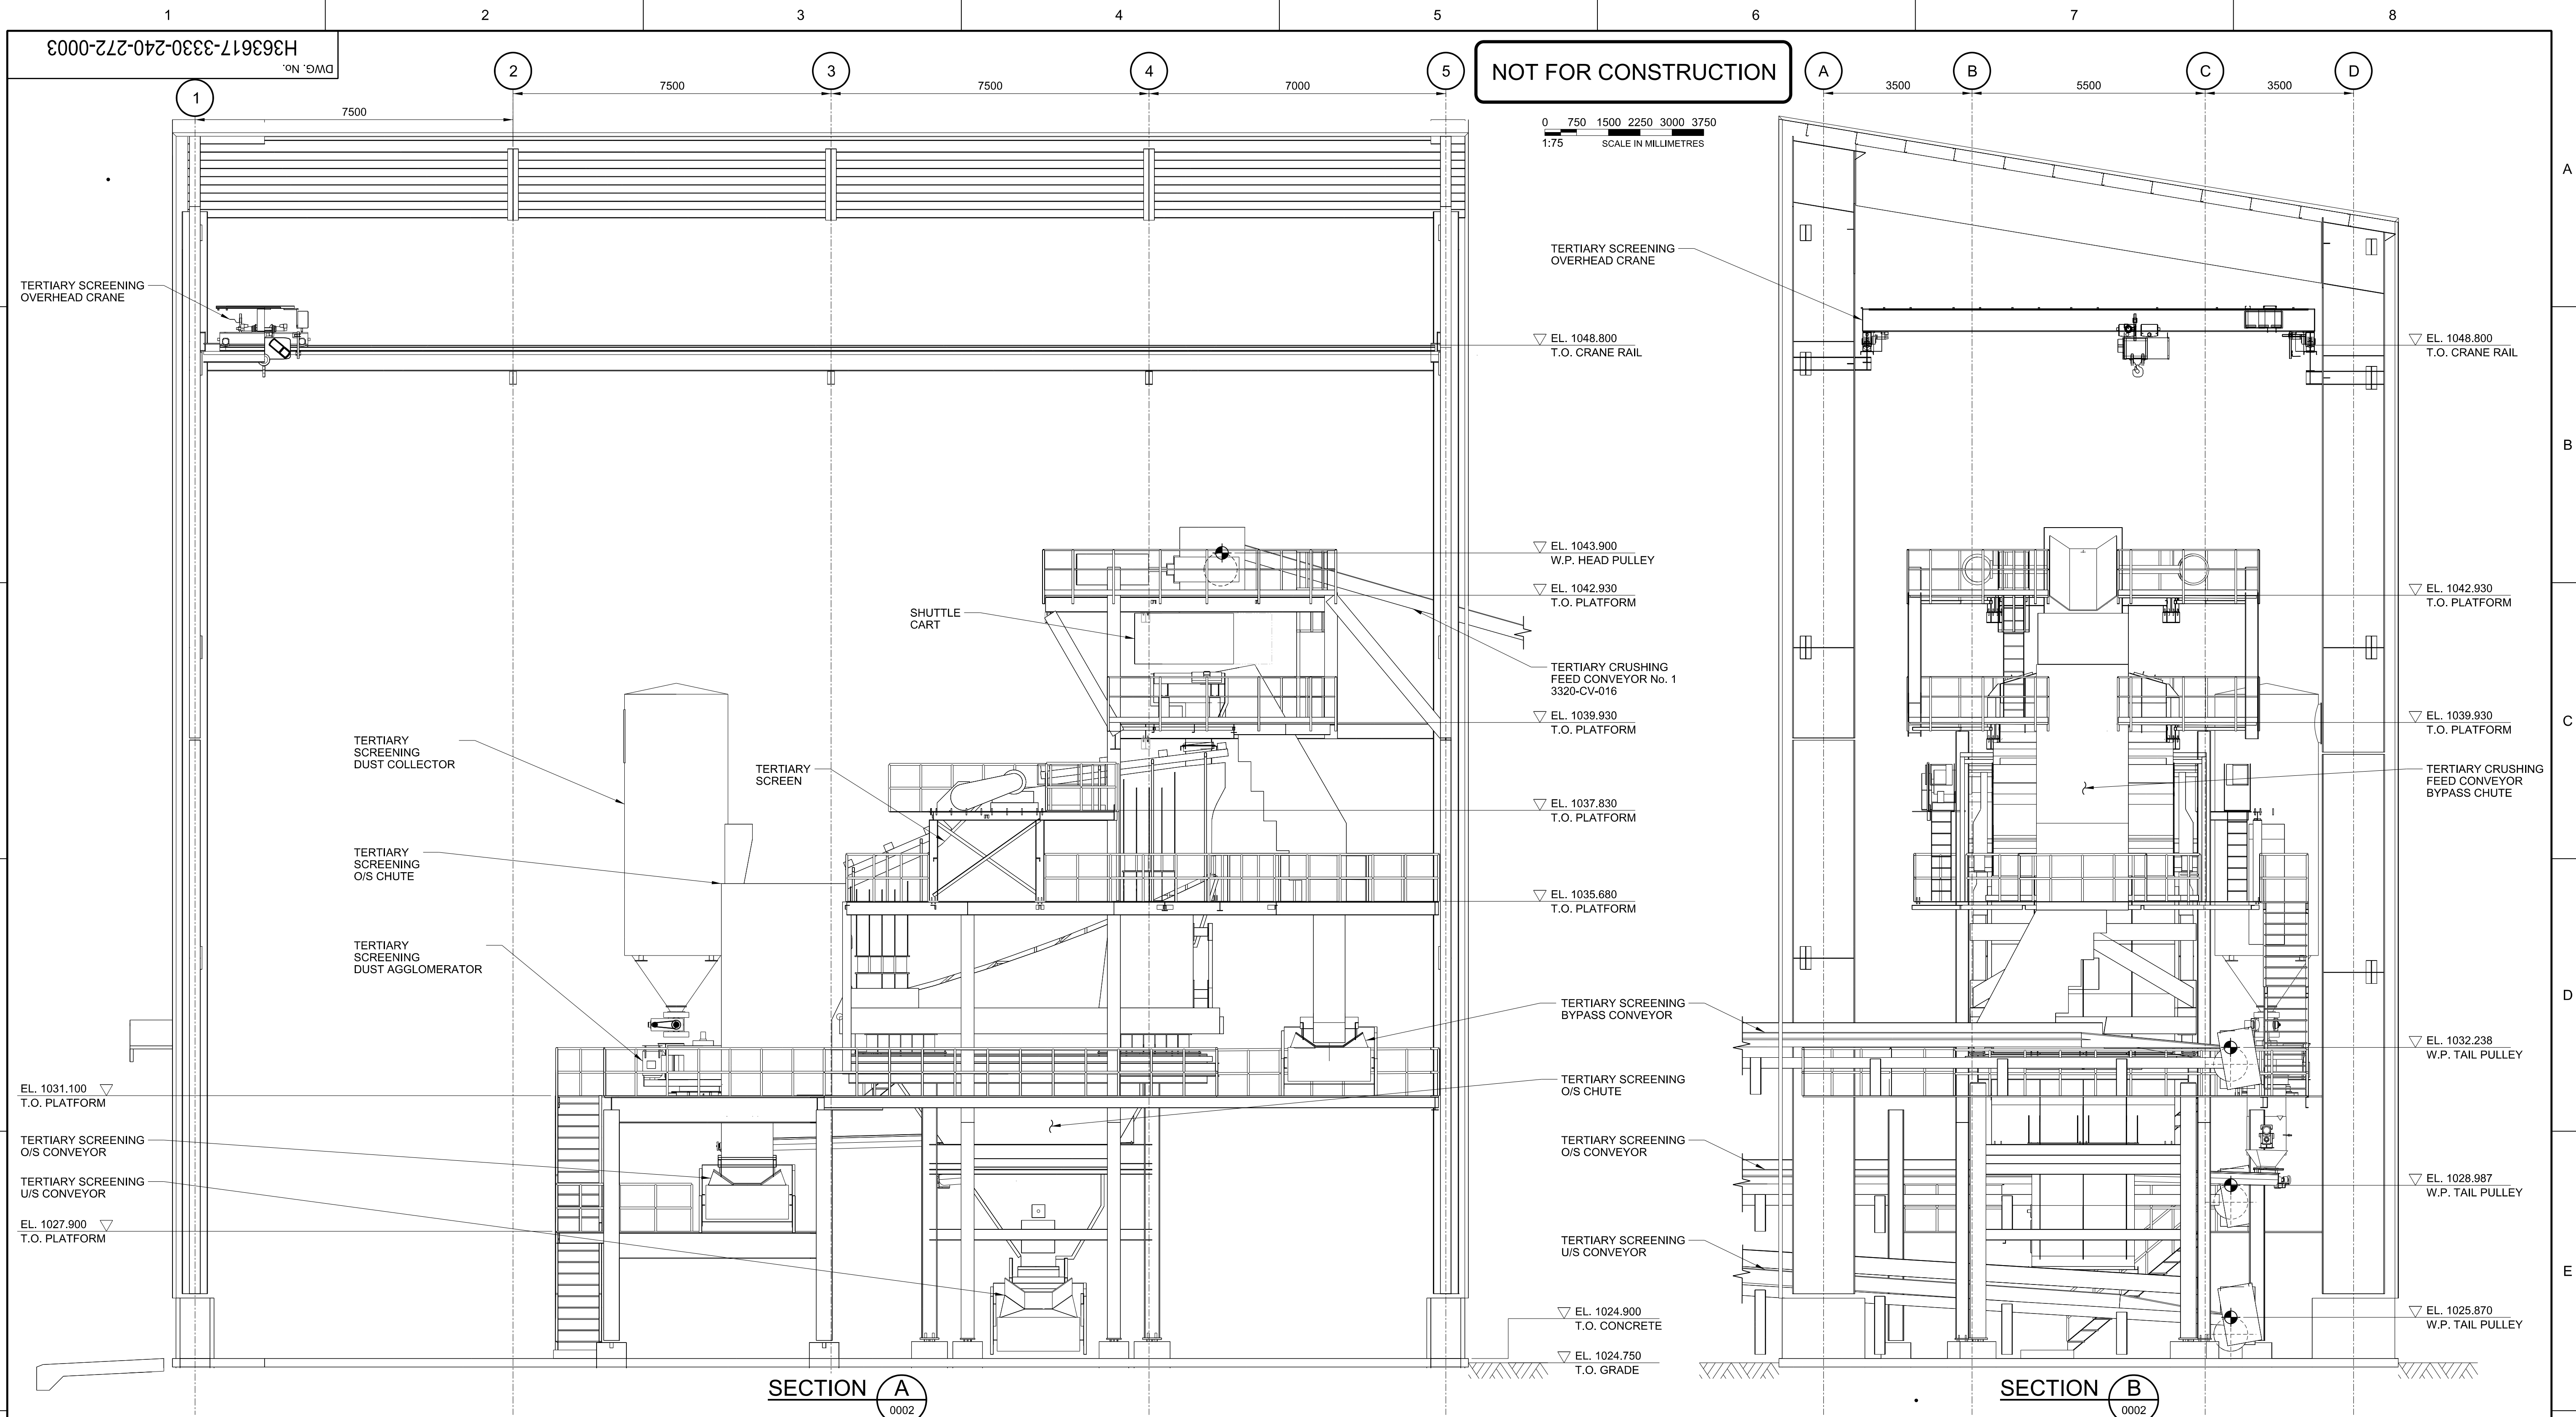 1 2 3 4 5 6 7 8
DWG. No.
H363617-3330-240-272-0003
1 2 3 4 5
7500 7500 7500 7000
NOT FOR CONSTRUCTION
0 750 1500 2250 3000 3750
1:75 SCALE IN MILLIMETRES
A B C D
3500 5500 3500
A
B
C
D
E
TERTIARY SCREENING
OVERHEAD CRANE
TERTIARY
SCREENING
DUST COLLECTOR
TERTIARY
SCREENING
O/S CHUTE
TERTIARY
SCREENING
DUST AGGLOMERATOR
TERTIARY
SCREEN
SHUTTLE
CART
EL. 1031.100
T.O. PLATFORM
TERTIARY SCREENING
O/S CONVEYOR
TERTIARY SCREENING
U/S CONVEYOR
EL. 1027.900
T.O. PLATFORM
TERTIARY SCREENING
OVERHEAD CRANE
EL. 1048.800
T.O. CRANE RAIL
EL. 1043.900
W.P. HEAD PULLEY
EL. 1042.930
T.O. PLATFORM
TERTIARY CRUSHING
FEED CONVEYOR No. 1
3320-CV-016
EL. 1039.930
T.O. PLATFORM
EL. 1037.830
T.O. PLATFORM
EL. 1035.680
T.O. PLATFORM
TERTIARY SCREENING
BYPASS CONVEYOR
TERTIARY SCREENING
O/S CHUTE
TERTIARY SCREENING
O/S CONVEYOR
TERTIARY SCREENING
U/S CONVEYOR
EL. 1024.900
T.O. CONCRETE
EL. 1024.750
T.O. GRADE
EL. 1048.800
T.O. CRANE RAIL
EL. 1042.930
T.O. PLATFORM
EL. 1039.930
T.O. PLATFORM
TERTIARY CRUSHING
FEED CONVEYOR
BYPASS CHUTE
EL. 1032.238
W.P. TAIL PULLEY
EL. 1028.987
W.P. TAIL PULLEY
EL. 1025.870
W.P. TAIL PULLEY
SECTION A
0002
SECTION B
0002